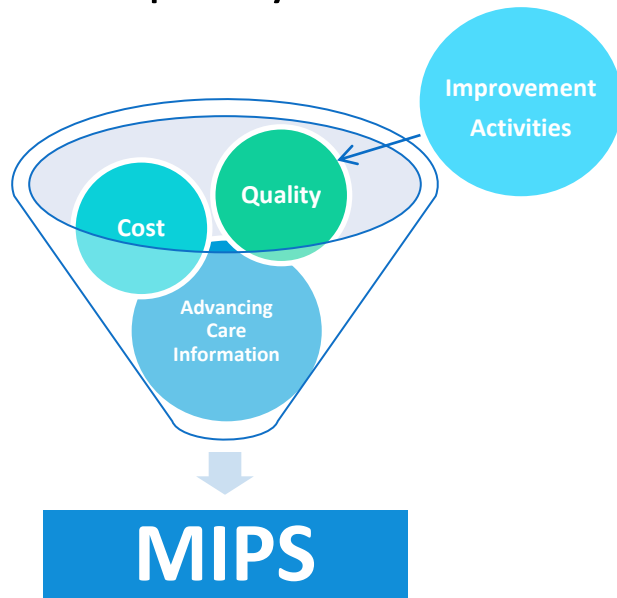 Improvement
Activities
Quality
Cost
Advancing
Care
Information
MIPS